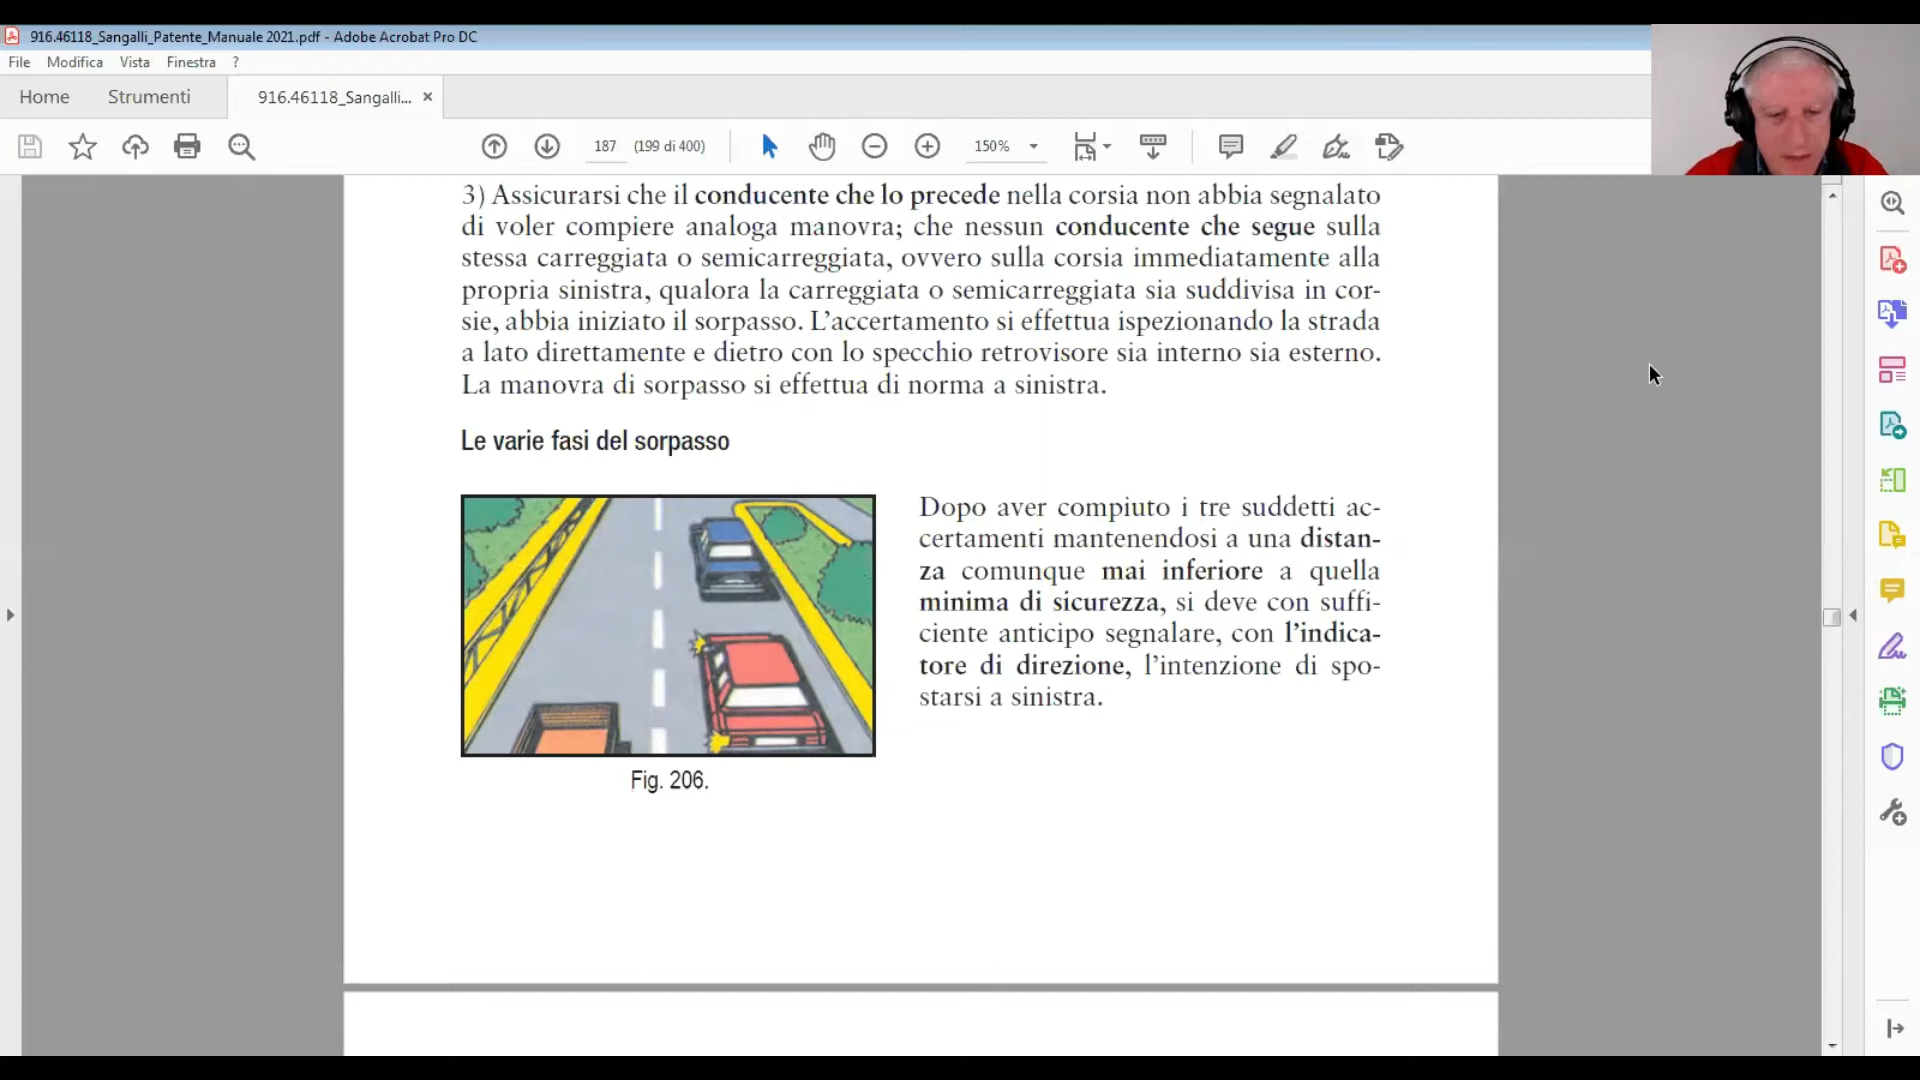 916.46118_Sangalli_Patente_Manuale 2021.pdf - Adobe Acrobat Pro DC
File Modifica Vista Finestra ?
Home Strumenti 916.46118_Sangalli... ×
187 (199 di 400) 150%
3) Assicurarsi che il conducente che lo precede nella corsia non abbia segnalato
di voler compiere analoga manovra; che nessun conducente che segue sulla
stessa carreggiata o semicarreggiata, ovvero sulla corsia immediatamente alla
propria sinistra, qualora la carreggiata o semicarreggiata sia suddivisa in cor-
sie, abbia iniziato il sorpasso. L'accertamento si effettua ispezionando la strada
a lato direttamente e dietro con lo specchio retrovisore sia interno sia esterno.
La manovra di sorpasso si effettua di norma a sinistra.
Le varie fasi del sorpasso
Dopo aver compiuto i tre suddetti ac-
certamenti mantenendosi a una distan-
za comunque mai inferiore a quella
minima di sicurezza, si deve con suffi-
ciente anticipo segnalare, con l'indica-
tore di direzione, l'intenzione di spo-
starsi a sinistra.
Fig. 206.